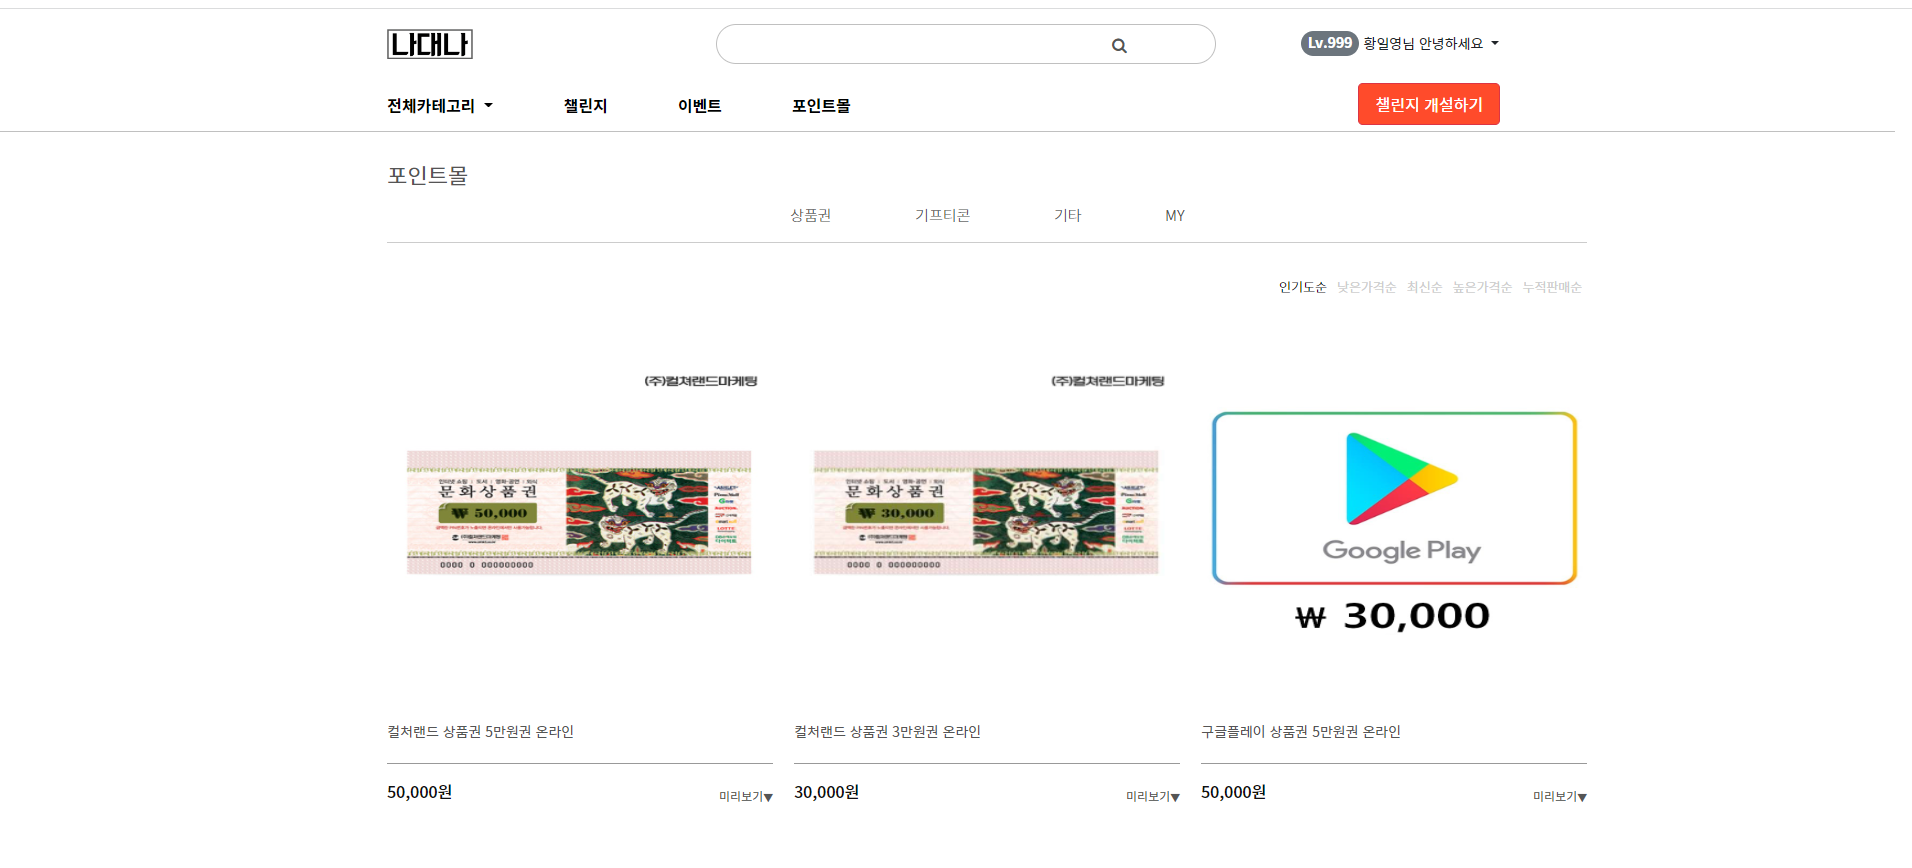 나대나
Lv.999 황일영님 안녕하세요
전체카테고리 챌린지 이벤트 포인트몰 챌린지 개설하기
포인트몰
상품권 기프티콘 기타 MY
인기도순 낮은가격순 최신순 높은가격순 누적판매순
(주)컬쳐랜드마케팅
문화상품권
₩ 50,000
0000 0 000000000
(주)컬쳐랜드마케팅
문화상품권
₩ 30,000
0000 0 000000000
Google Play
₩ 30,000
컬처랜드 상품권 5만원권 온라인
50,000원 미리보기▼
컬처랜드 상품권 3만원권 온라인
30,000원 미리보기▼
구글플레이 상품권 5만원권 온라인
50,000원 미리보기▼